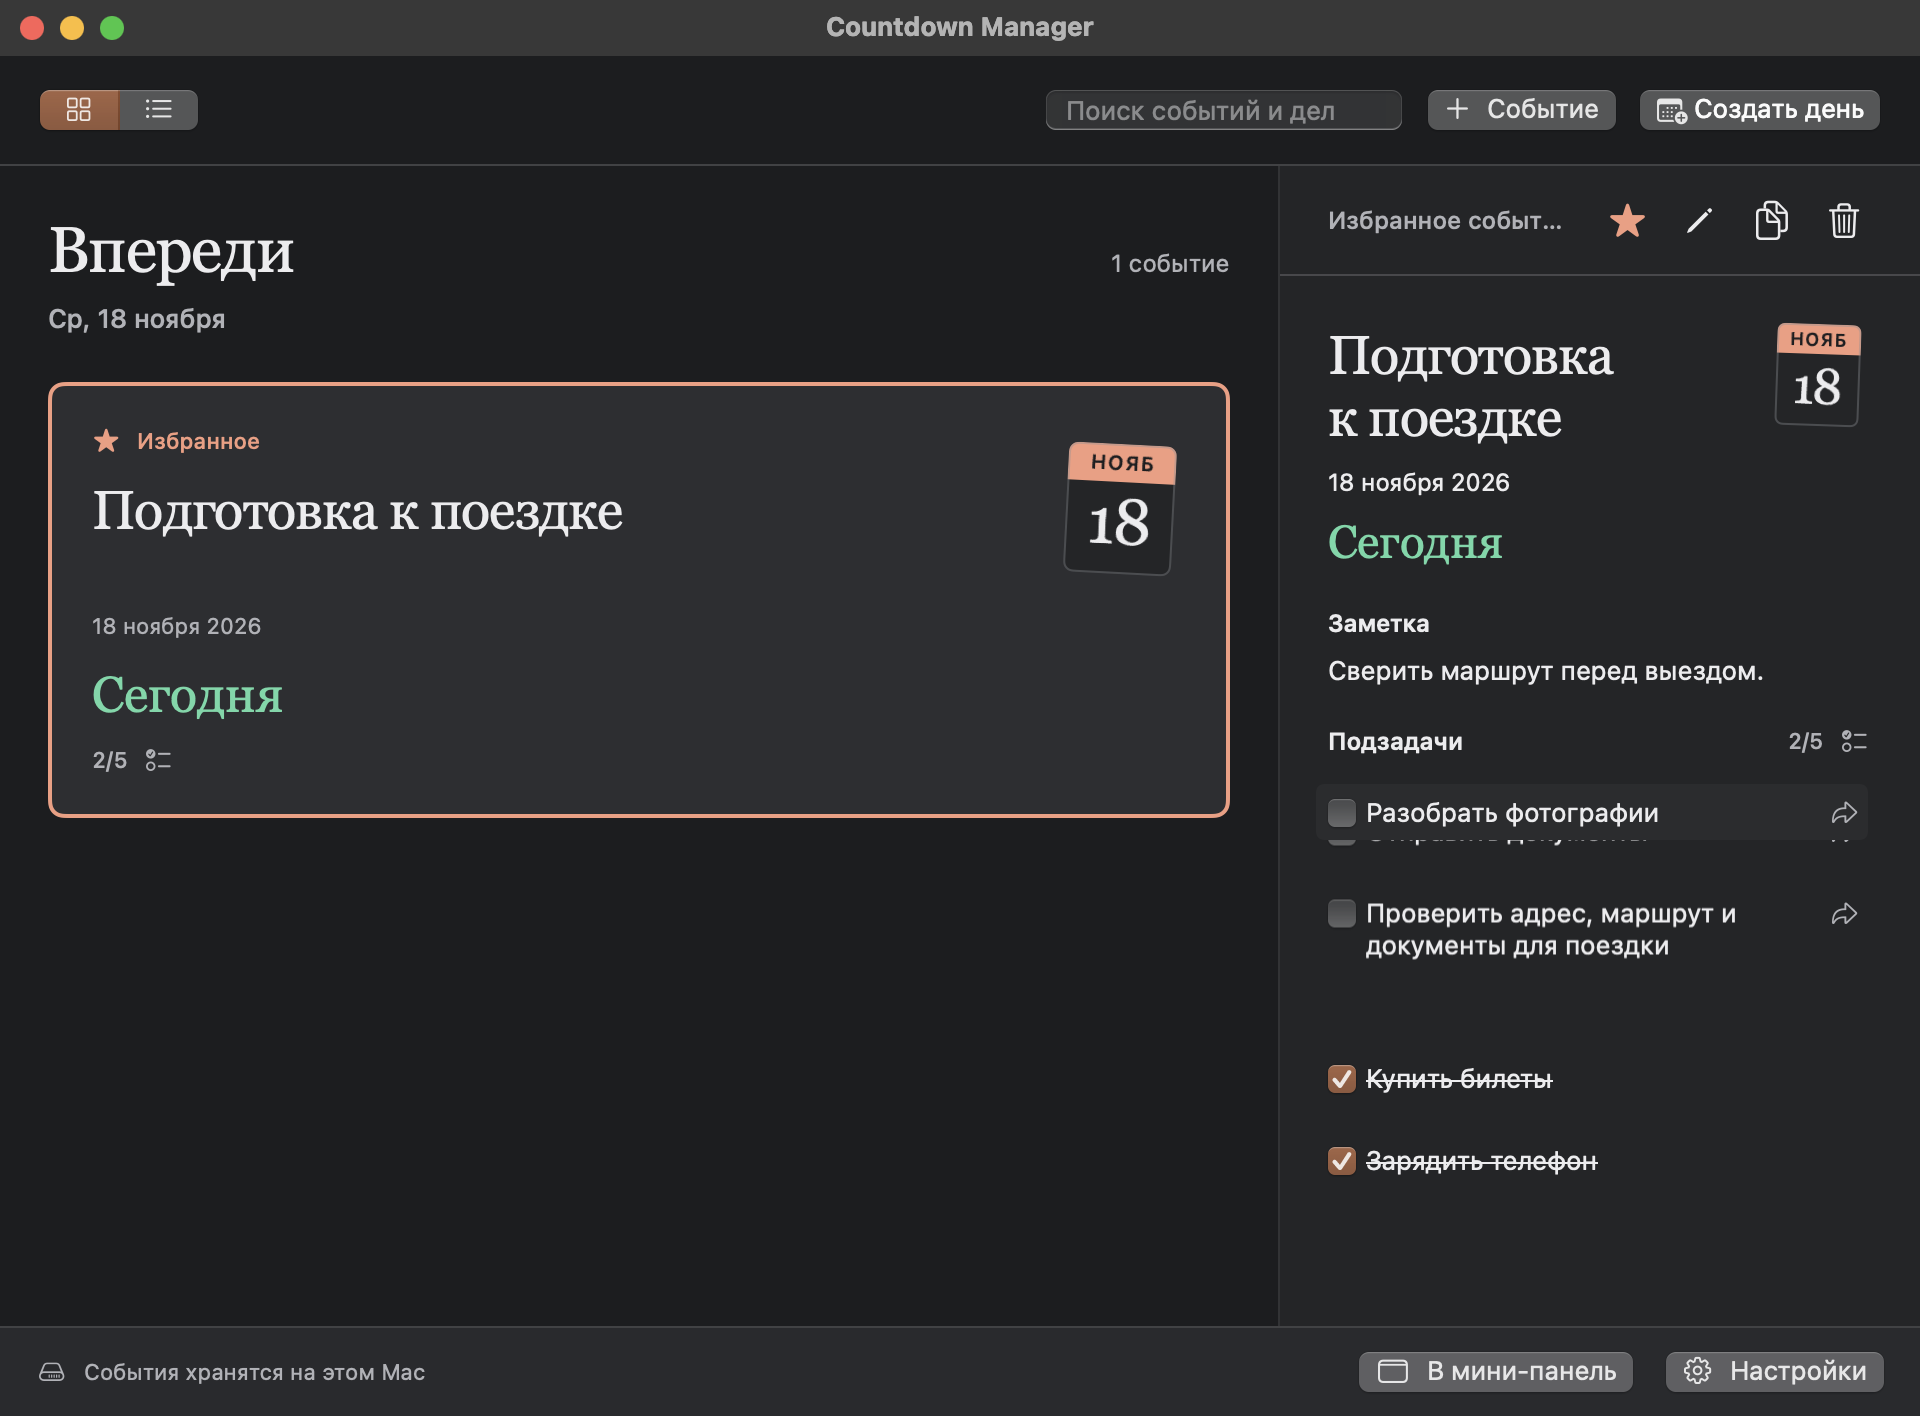 Countdown Manager
Поиск событий и дел
Событие
Создать день
Впереди
1 событие
Ср, 18 ноября
Избранное
Подготовка к поездке
НОЯБ
18
18 ноября 2026
Сегодня
2/5
Избранное событ...
Подготовка
к поездке
НОЯБ
18
18 ноября 2026
Сегодня
Заметка
Сверить маршрут перед выездом.
Подзадачи
2/5
Разобрать фотографии
Проверить адрес, маршрут и
документы для поездки
Купить билеты
Зарядить телефон
События хранятся на этом Mac
В мини-панель
Настройки